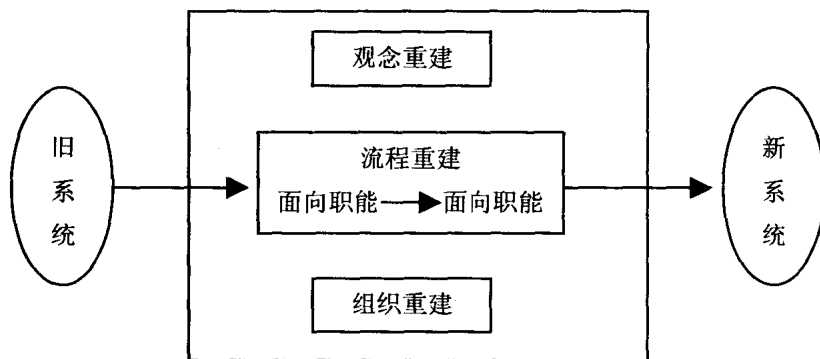 观念重建
旧系统
流程重建
面向职能 面向职能
新系统
组织重建